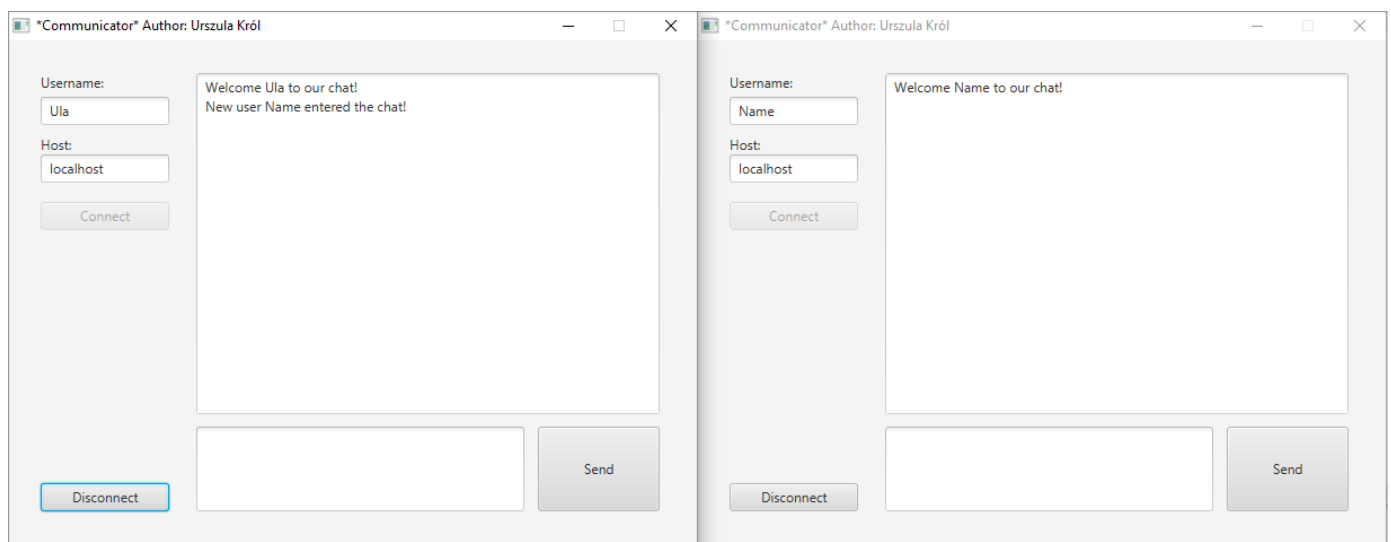 *Communicator* Author: Urszula Król
Username:
Ula
Host:
localhost
Connect
Disconnect
Welcome Ula to our chat!
New user Name entered the chat!
Send
*Communicator* Author: Urszula Król
Username:
Name
Host:
localhost
Connect
Disconnect
Welcome Name to our chat!
Send